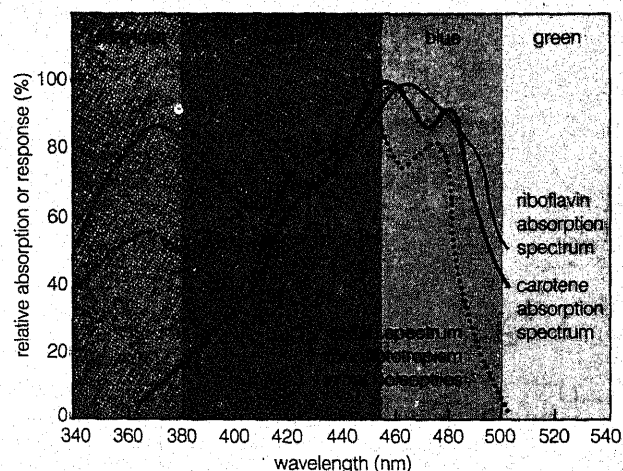 blue
green
relative absorption or response (%)
100
80
60
40
20
0
riboflavin
absorption
spectrum
carotene
absorption
spectrum
spectrum
340
360
380
400
420
440
460
480
500
520
540
wavelength (nm)